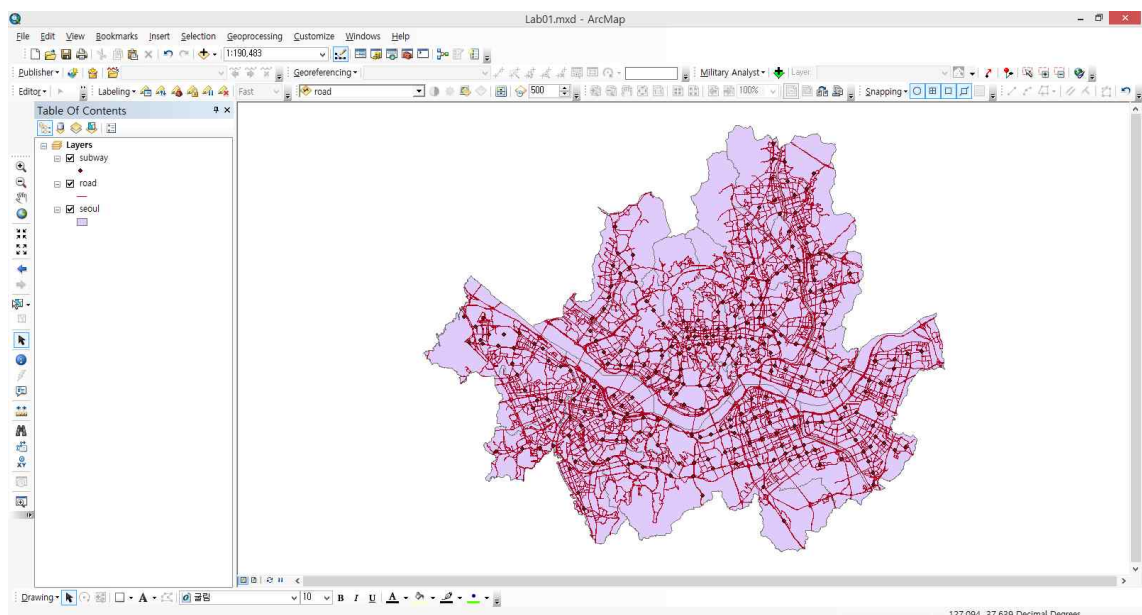 Lab01.mxd - ArcMap
File Edit View Bookmarks Insert Selection Geoprocessing Customize Windows Help
1:190,483
Publisher Georeferencing Military Analyst Layer
Editor Labeling Fast road 500 100% Snapping
Table Of Contents
Layers
subway
road
seoul
Drawing A 굴림 10 B I U A
127.094 37.639 Decimal Degrees